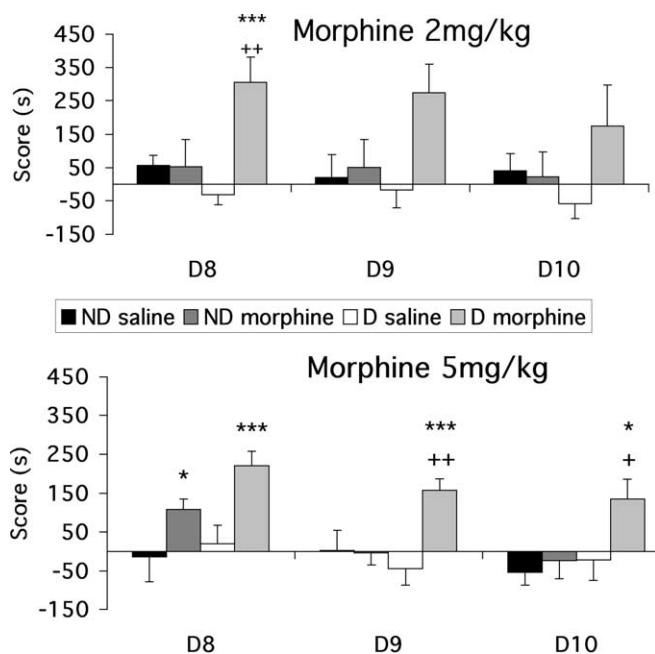 Morphine 2mg/kg
Score (s)
450
350
250
150
50
-50
-150
***
++
D8
D9
D10
ND saline ND morphine D saline D morphine
Morphine 5mg/kg
Score (s)
450
350
250
150
50
-50
-150
*
***
***
++
*
+
D8
D9
D10